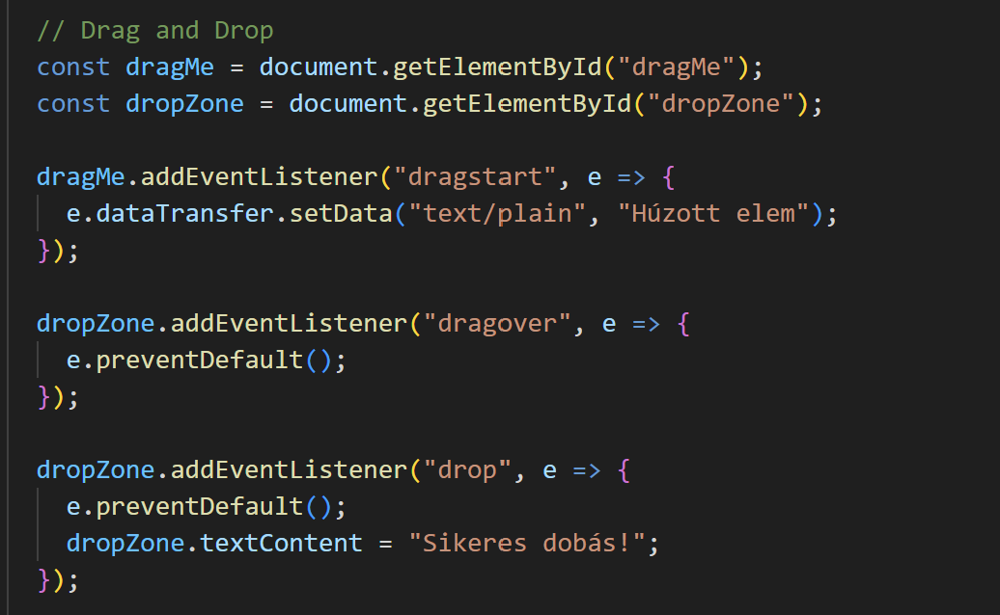 // Drag and Drop
const dragMe = document.getElementById("dragMe");
const dropZone = document.getElementById("dropZone");
dragMe.addEventListener("dragstart", e => {
  e.dataTransfer.setData("text/plain", "Húzott elem");
});
dropZone.addEventListener("dragover", e => {
  e.preventDefault();
});
dropZone.addEventListener("drop", e => {
  e.preventDefault();
  dropZone.textContent = "Sikeres dobás!";
});